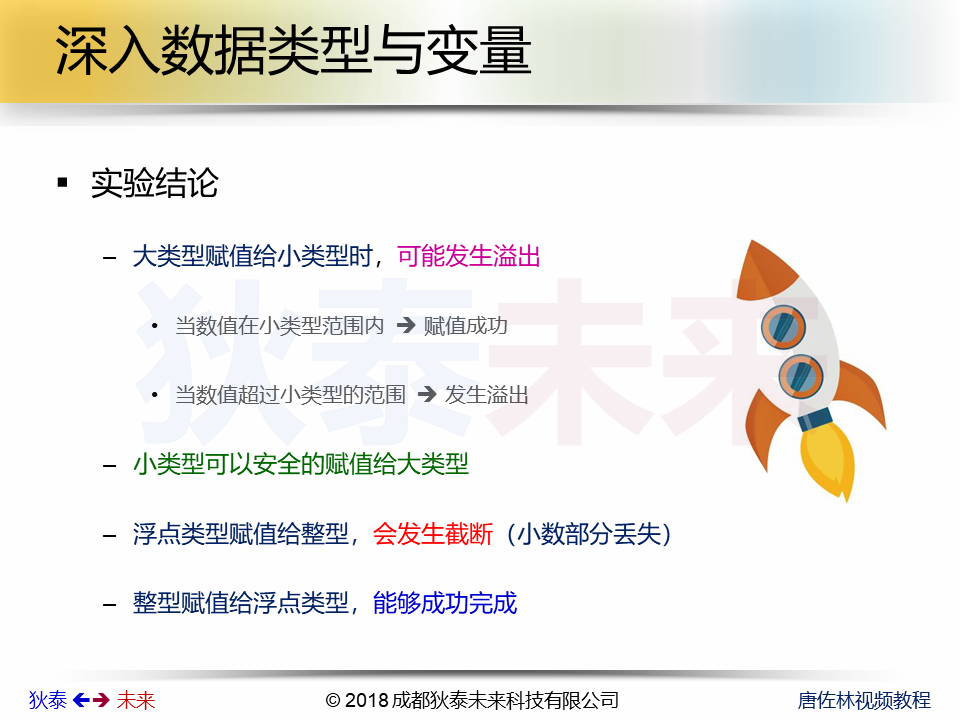 深入数据类型与变量
▪ 实验结论
– 大类型赋值给小类型时，可能发生溢出
• 当数值在小类型范围内 ➔ 赋值成功
• 当数值超过小类型的范围 ➔ 发生溢出
– 小类型可以安全的赋值给大类型
– 浮点类型赋值给整型，会发生截断（小数部分丢失）
– 整型赋值给浮点类型，能够成功完成
狄泰未来
狄泰 🡸🡺 未来
© 2018 成都狄泰未来科技有限公司
唐佐林视频教程